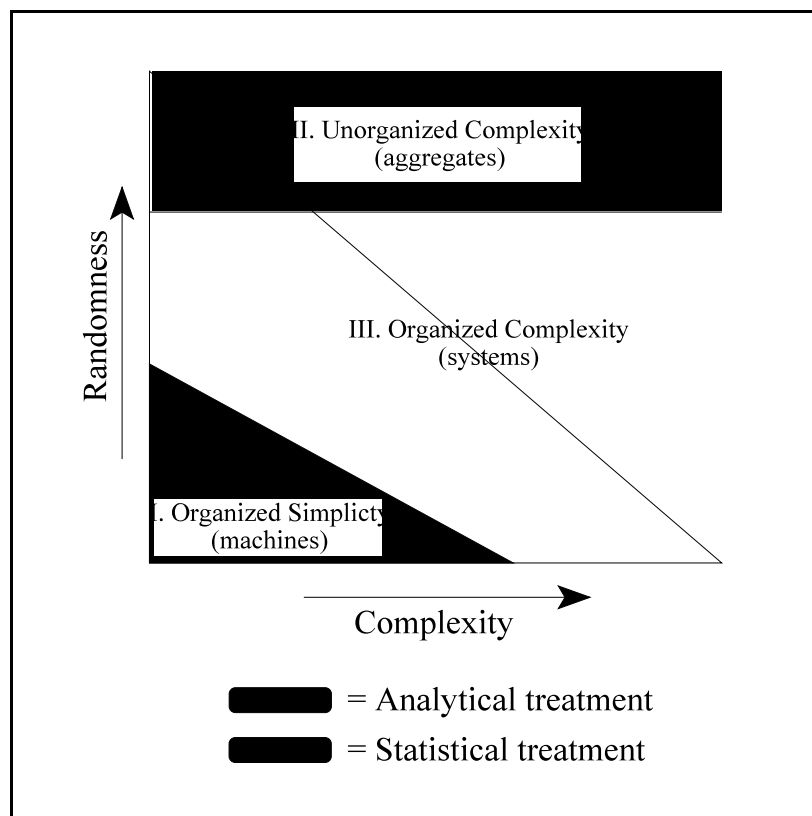 II. Unorganized Complexity
(aggregates)
Randomness
III. Organized Complexity
(systems)
I. Organized Simplicty
(machines)
Complexity
= Analytical treatment
= Statistical treatment